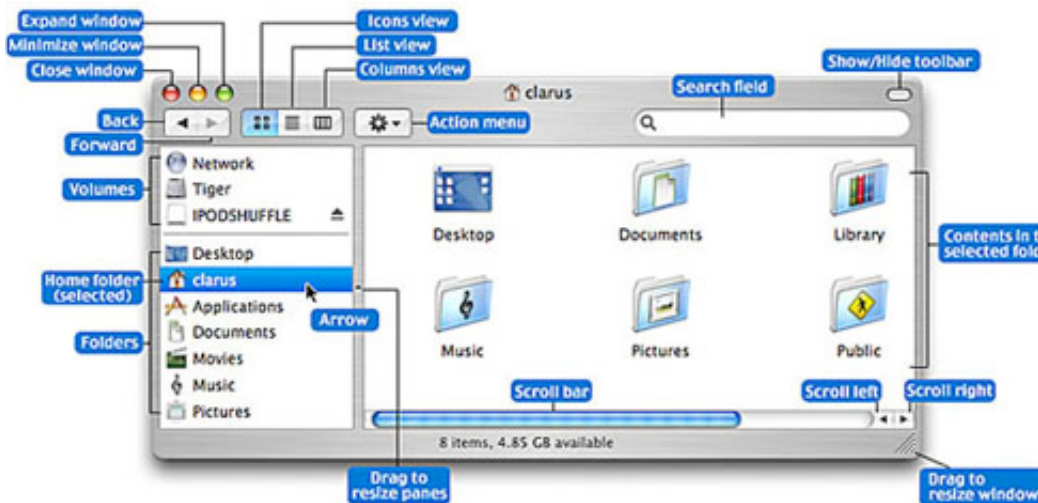 Expand window
Icons view
Minimize window
List view
Close window
Columns view
Show/Hide toolbar
clarus
Search field
Back
Action menu
Forward
Network
Volumes
Tiger
IPODSHUFFLE
Desktop
Documents
Library
Contents in
selected
Desktop
Home folder
(selected)
clarus
Applications
Arrow
Folders
Documents
Movies
Music
Pictures
Music
Pictures
Public
Scroll bar
Scroll left
Scroll right
8 items, 4.85 GB available
Drag to
resize panes
Drag to
resize window